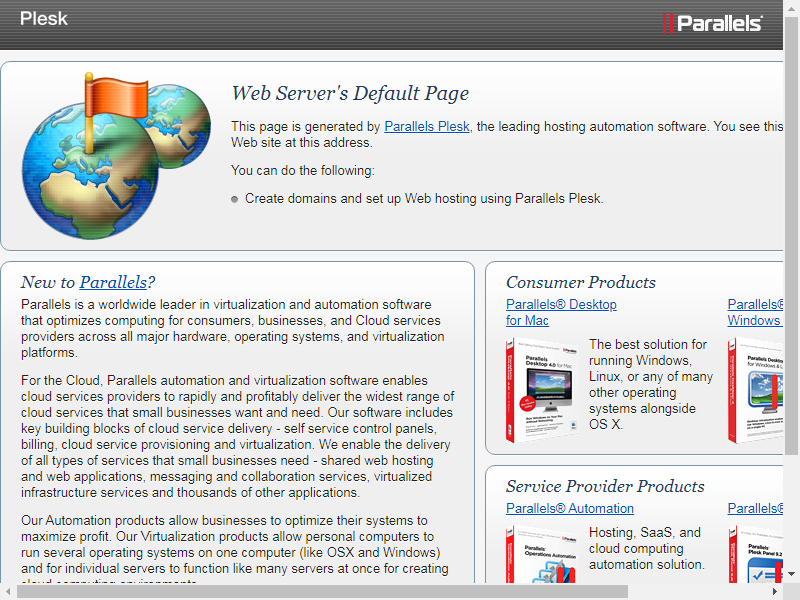 Plesk
Parallels
Web Server's Default Page
This page is generated by Parallels Plesk, the leading hosting automation software. You see this
Web site at this address.
You can do the following:
Create domains and set up Web hosting using Parallels Plesk.
New to Parallels?
Parallels is a worldwide leader in virtualization and automation software
that optimizes computing for consumers, businesses, and Cloud services
providers across all major hardware, operating systems, and virtualization
platforms.
For the Cloud, Parallels automation and virtualization software enables
cloud services providers to rapidly and profitably deliver the widest range of
cloud services that small businesses want and need. Our software includes
key building blocks of cloud service delivery - self service control panels,
billing, cloud service provisioning and virtualization. We enable the delivery
of all types of services that small businesses need - shared web hosting
and web applications, messaging and collaboration services, virtualized
infrastructure services and thousands of other applications.
Our Automation products allow businesses to optimize their systems to
maximize profit. Our Virtualization products allow personal computers to
run several operating systems on one computer (like OSX and Windows)
and for individual servers to function like many servers at once for creating
cloud computing environments.
Consumer Products
Parallels® Desktop
for Mac
Parallels Desktop 4.0 for Mac
The best solution for
running Windows,
Linux, or any of many
other operating
systems alongside
OS X.
Parallels®
Windows
Parallels Desktop
Service Provider Products
Parallels® Automation
Parallels
Operations Automation
Hosting, SaaS, and
cloud computing
automation solution.
Parallels®
Parallels
Plesk Panel 9.2